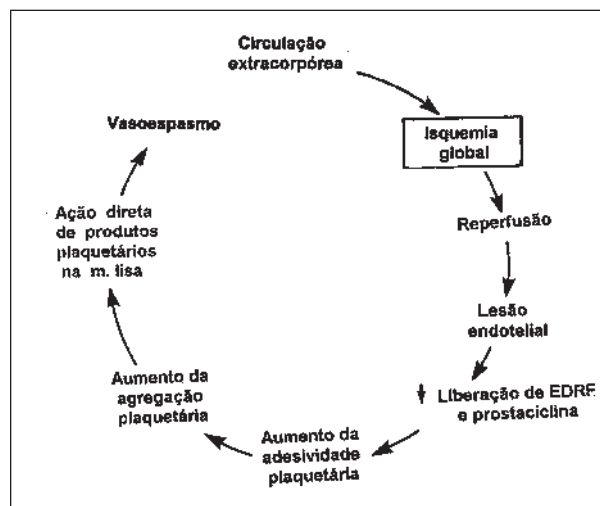 Circulação
extracorpórea
Isquemia
global
Reperfusão
Lesão
endotelial
Liberação de EDRF
e prostaciclina
Aumento da
adesividade
plaquetária
Aumento da
agregação
plaquetária
Ação direta
de produtos
plaquetários
na m. lisa
Vasoespasmo